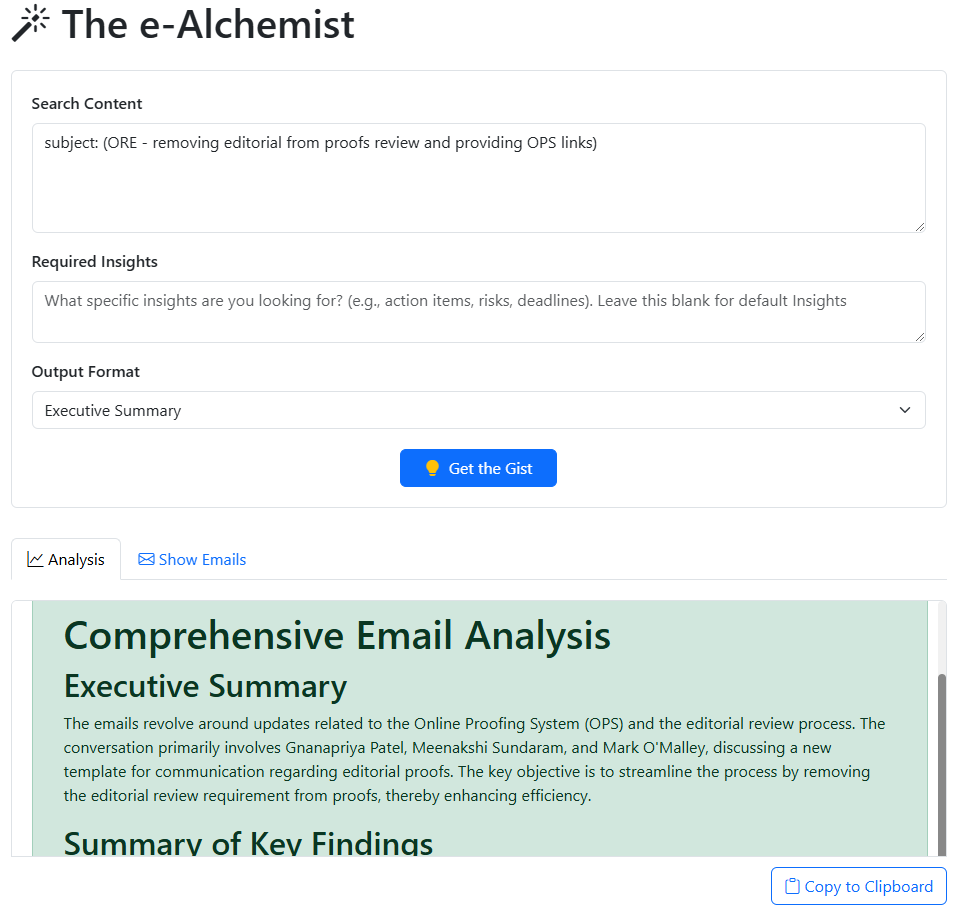 The e-Alchemist
Search Content
subject: (ORE - removing editorial from proofs review and providing OPS links)
Required Insights
What specific insights are you looking for? (e.g., action items, risks, deadlines). Leave this blank for default Insights
Output Format
Executive Summary
Get the Gist
Analysis
Show Emails
Comprehensive Email Analysis
Executive Summary
The emails revolve around updates related to the Online Proofing System (OPS) and the editorial review process. The
conversation primarily involves Gnanapriya Patel, Meenakshi Sundaram, and Mark O'Malley, discussing a new
template for communication regarding editorial proofs. The key objective is to streamline the process by removing
the editorial review requirement from proofs, thereby enhancing efficiency.
Summary of Key Findings
Copy to Clipboard